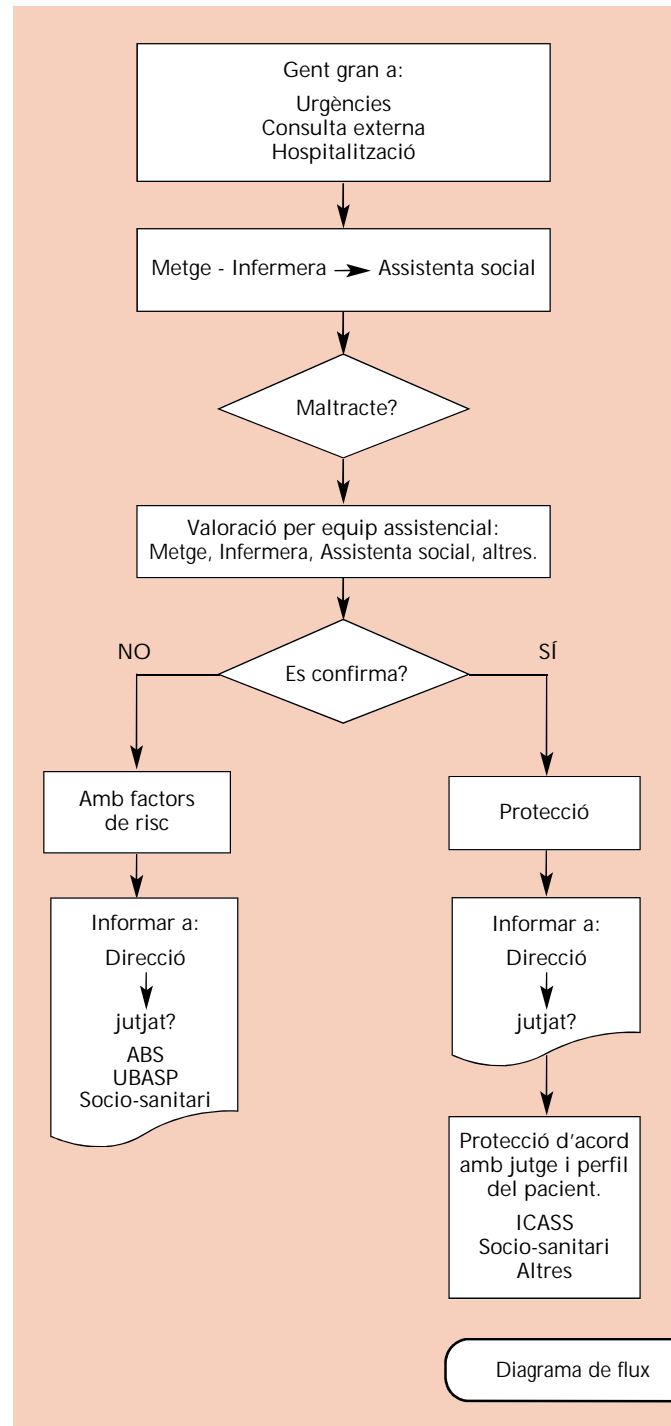 Gent gran a:
Urgències
Consulta externa
Hospitalització
Metge - Infermera → Assistenta social
Maltracte?
Valoració per equip assistencial:
Metge, Infermera, Assistenta social, altres.
Es confirma?
NO
Amb factors
de risc
Informar a:
Direcció
jutjat?
ABS
UBASP
Socio-sanitari
SÍ
Protecció
Informar a:
Direcció
jutjat?
Protecció d'acord
amb jutge i perfil
del pacient.
ICASS
Socio-sanitari
Altres
Diagrama de flux